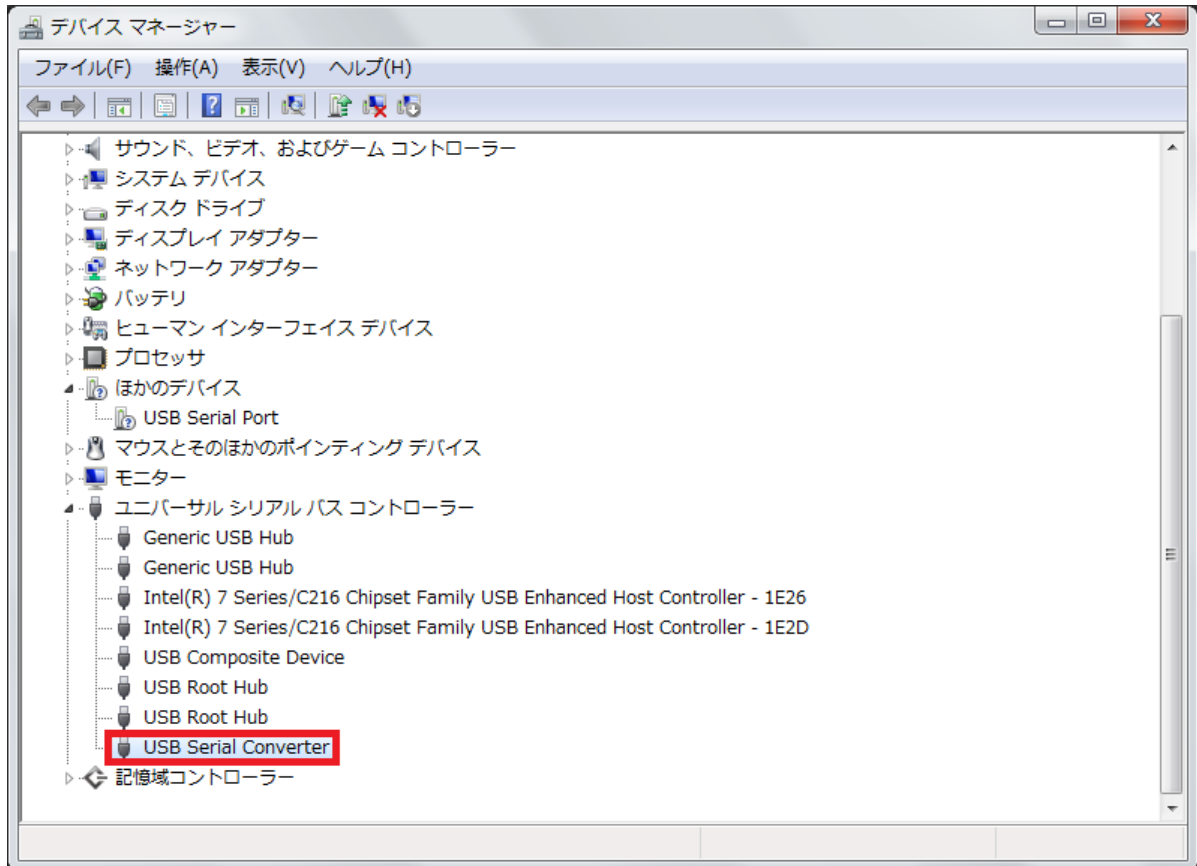 デバイス マネージャー
ファイル(F) 操作(A) 表示(V) ヘルプ(H)
サウンド、ビデオ、およびゲーム コントローラー
システム デバイス
ディスク ドライブ
ディスプレイ アダプター
ネットワーク アダプター
バッテリ
ヒューマン インターフェイス デバイス
プロセッサ
ほかのデバイス
USB Serial Port
マウスとそのほかのポインティング デバイス
モニター
ユニバーサル シリアル バス コントローラー
Generic USB Hub
Generic USB Hub
Intel(R) 7 Series/C216 Chipset Family USB Enhanced Host Controller - 1E26
Intel(R) 7 Series/C216 Chipset Family USB Enhanced Host Controller - 1E2D
USB Composite Device
USB Root Hub
USB Root Hub
USB Serial Converter
記憶域コントローラー